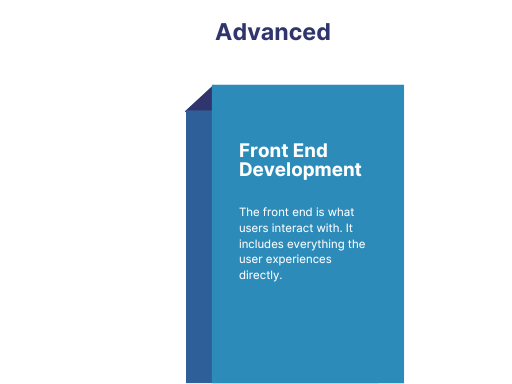 Advanced
Front End
Development
The front end is what
users interact with. It
includes everything the
user experiences
directly.